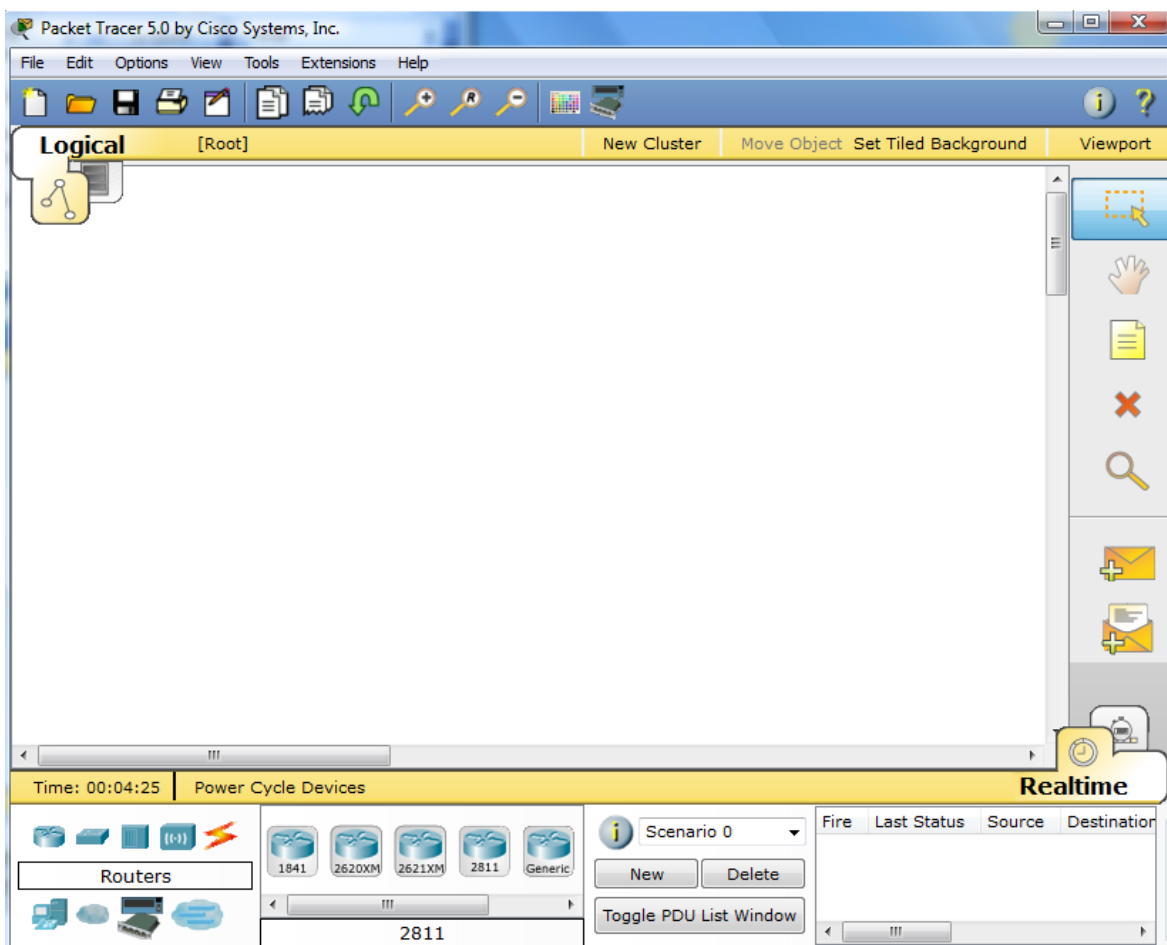 Packet Tracer 5.0 by Cisco Systems, Inc.
File Edit Options View Tools Extensions Help
Logical [Root] New Cluster Move Object Set Tiled Background Viewport
Time: 00:04:25 Power Cycle Devices Realtime
Routers
1841 2620XM 2621XM 2811 Generic
2811
Scenario 0
New Delete
Toggle PDU List Window
Fire Last Status Source Destination